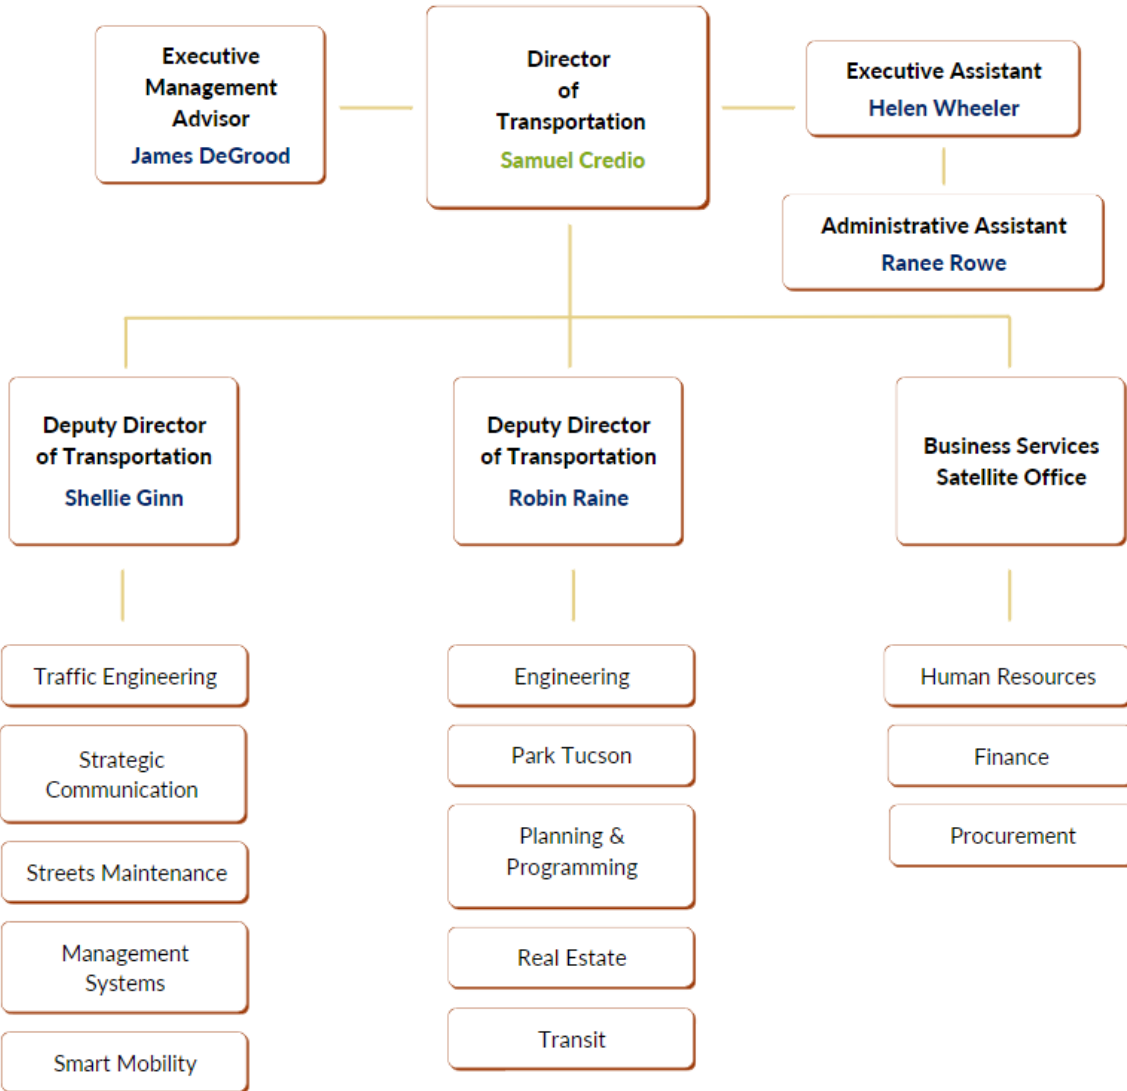 Executive
Management
Advisor
James DeGrood
Director
of
Transportation
Samuel Credio
Executive Assistant
Helen Wheeler
Administrative Assistant
Ranee Rowe
Deputy Director
of Transportation
Shellie Ginn
Deputy Director
of Transportation
Robin Raine
Business Services
Satellite Office
Traffic Engineering
Strategic
Communication
Streets Maintenance
Management
Systems
Smart Mobility
Engineering
Park Tucson
Planning &
Programming
Real Estate
Transit
Human Resources
Finance
Procurement